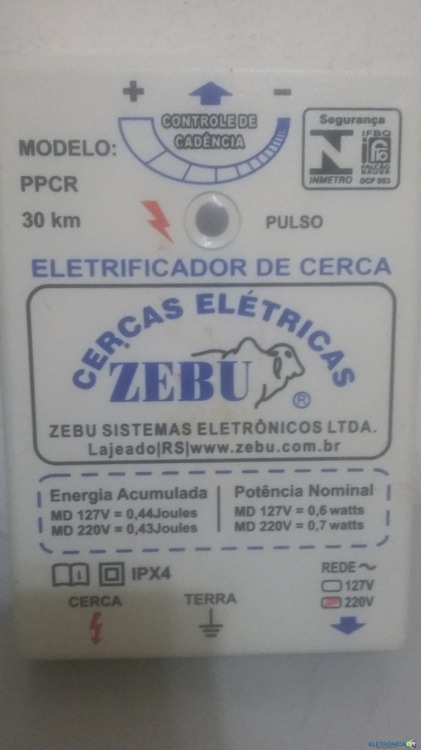 + -
CONTROLE DE
CADÊNCIA
Segurança
IFBQ
INMETRO
FALCÃO
BAUER
OCP 003
MODELO:
PPCR
30 km
PULSO
ELETRIFICADOR DE CERCA
CERCAS ELÉTRICAS
ZEBU ®
ZEBU SISTEMAS ELETRÔNICOS LTDA.
Lajeado|RS|www.zebu.com.br
Energia Acumulada
MD 127V = 0,44Joules
MD 220V = 0,43Joules
Potência Nominal
MD 127V = 0,6 watts
MD 220V = 0,7 watts
IPX4
REDE ~
127V
220V
CERCA
TERRA
ELETRÔNICA